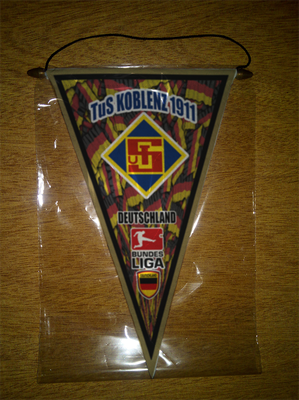 TuS KOBLENZ 1911
TuS
DEUTSCHLAND
BUNDES
LIGA